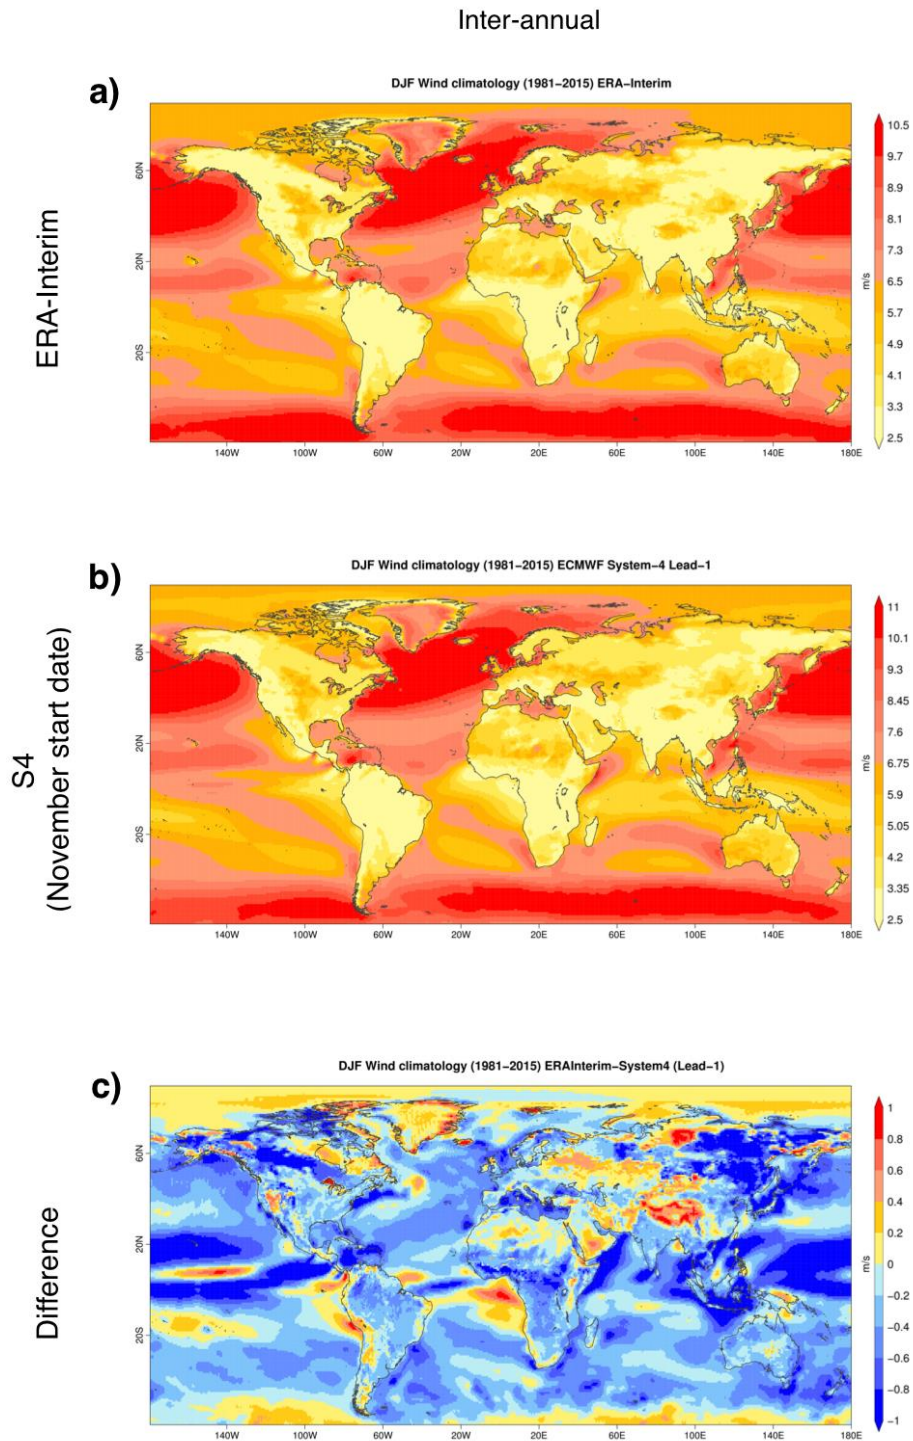 Inter-annual
a)
DJF Wind climatology (1981−2015) ERA−Interim
ERA-Interim
60N
20N
20S
140W 100W 60W 20W 20E 60E 100E 140E 180E
10.5
9.7
8.9
8.1
7.3
6.5
5.7
4.9
4.1
3.3
2.5
m/s
b)
DJF Wind climatology (1981−2015) ECMWF System−4 Lead−1
S4
(November start date)
60N
20N
20S
140W 100W 60W 20W 20E 60E 100E 140E 180E
11
10.1
9.3
8.45
7.6
6.75
5.9
5.05
4.2
3.35
2.5
m/s
c)
DJF Wind climatology (1981−2015) ERAInterim−System4 (Lead−1)
Difference
60N
20N
20S
140W 100W 60W 20W 20E 60E 100E 140E 180E
1
0.8
0.6
0.4
0.2
0
−0.2
−0.4
−0.6
−0.8
−1
m/s